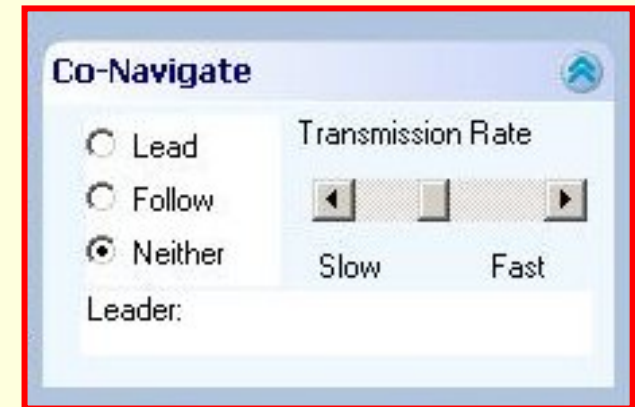 Co-Navigate
Lead
Transmission Rate
Follow
Neither
Slow Fast
Leader: